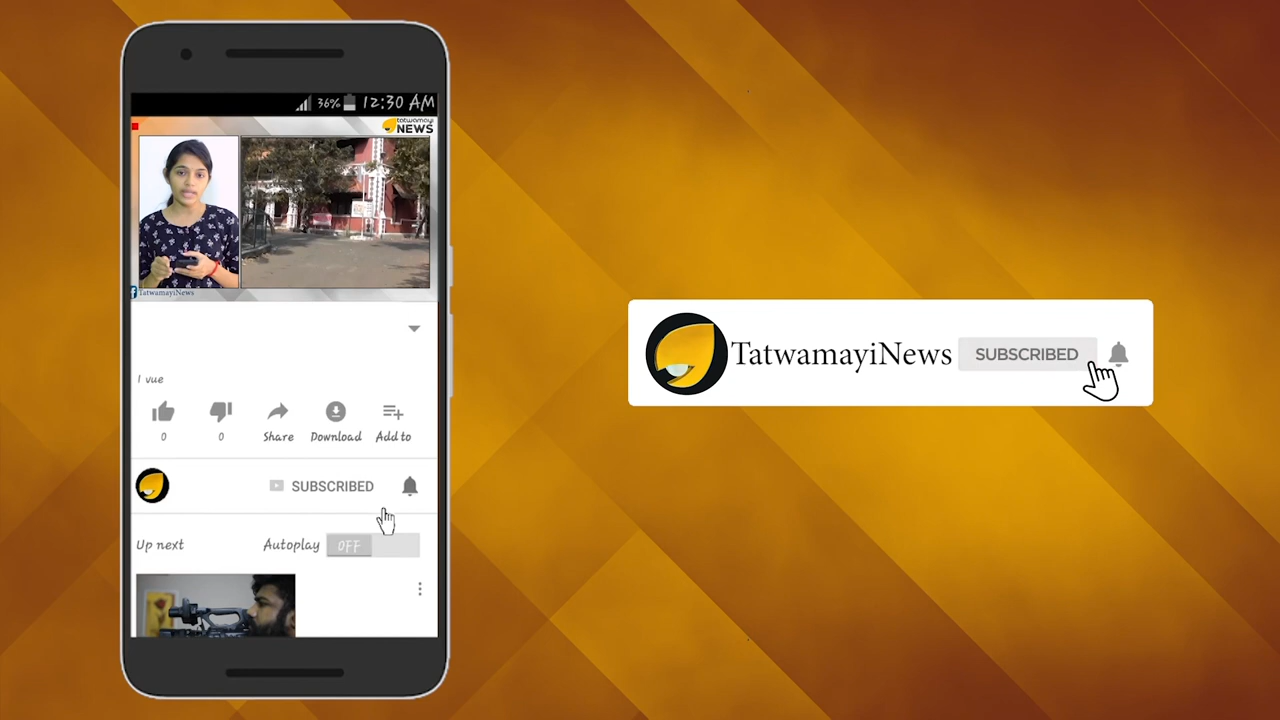 36% 12:30 AM
tatwamayi
NEWS
TatwamayiNews
1 vue
0 0 Share Download Add to
SUBSCRIBED
Up next Autoplay OFF
TatwamayiNews SUBSCRIBED